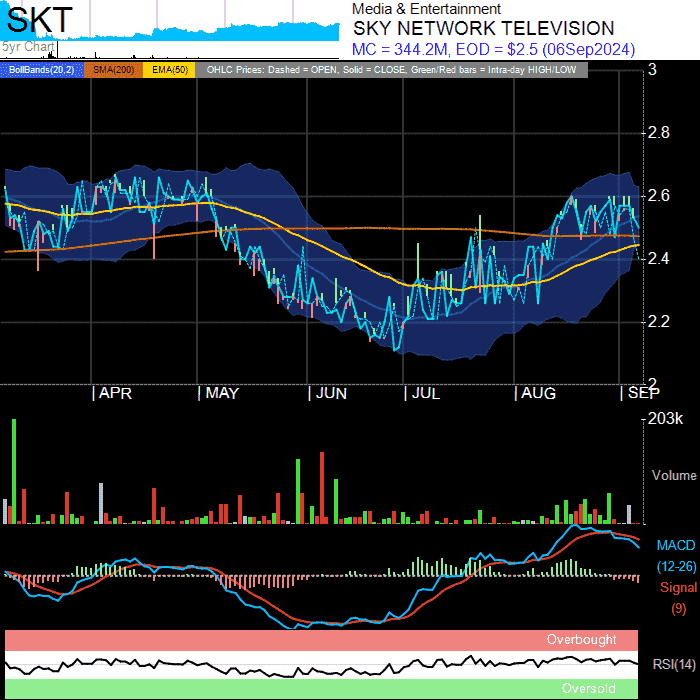 SKT
Media & Entertainment
SKY NETWORK TELEVISION
MC = 344.2M, EOD = $2.5 (06Sep2024)
5yr Chart
BollBands(20,2) SMA(200) EMA(50) OHLC Prices: Dashed = OPEN, Solid = CLOSE, Green/Red bars = Intra-day HIGH/LOW
3
2.8
2.6
2.4
2.2
2
| APR | MAY | JUN | JUL | AUG | SEP
203k
Volume
MACD
(12-26)
Signal
(9)
Overbought
RSI(14)
Oversold